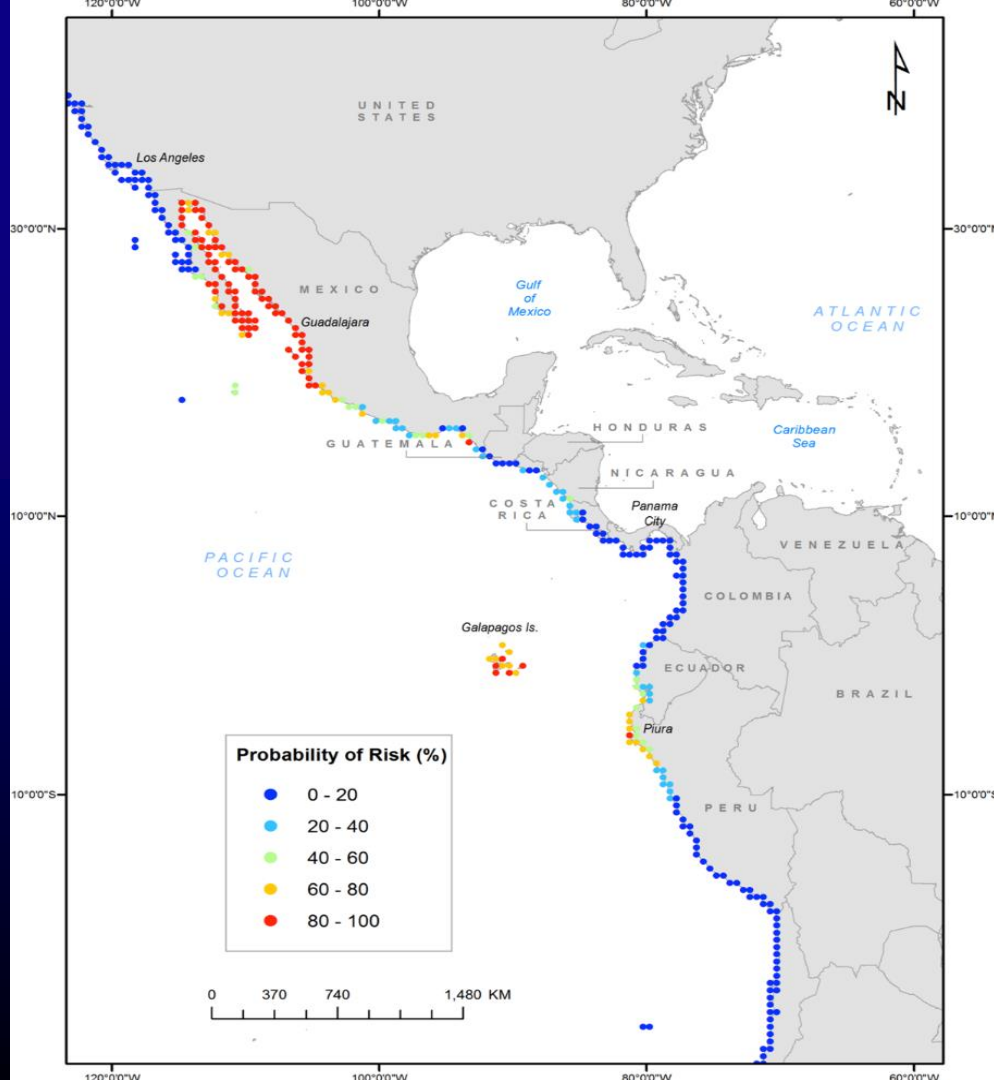 120°0'0"W 100°0'0"W 80°0'0"W 60°0'0"W
N
UNITED
STATES
Los Angeles
30°0'0"N 30°0'0"N
MEXICO
Gulf
of
Mexico
ATLANTIC
OCEAN
Guadalajara
HONDURAS
Caribbean
Sea
GUATEMALA
NICARAGUA
COSTA
RICA
Panama
City
10°0'0"N 10°0'0"N
VENEZUELA
PACIFIC
OCEAN
COLOMBIA
Galapagos Is.
ECUADOR
BRAZIL
Piura
Probability of Risk (%)
0 - 20
20 - 40
40 - 60
60 - 80
80 - 100
10°0'0"S 10°0'0"S
PERU
0 370 740 1,480 KM
120°0'0"W 100°0'0"W 80°0'0"W 60°0'0"W